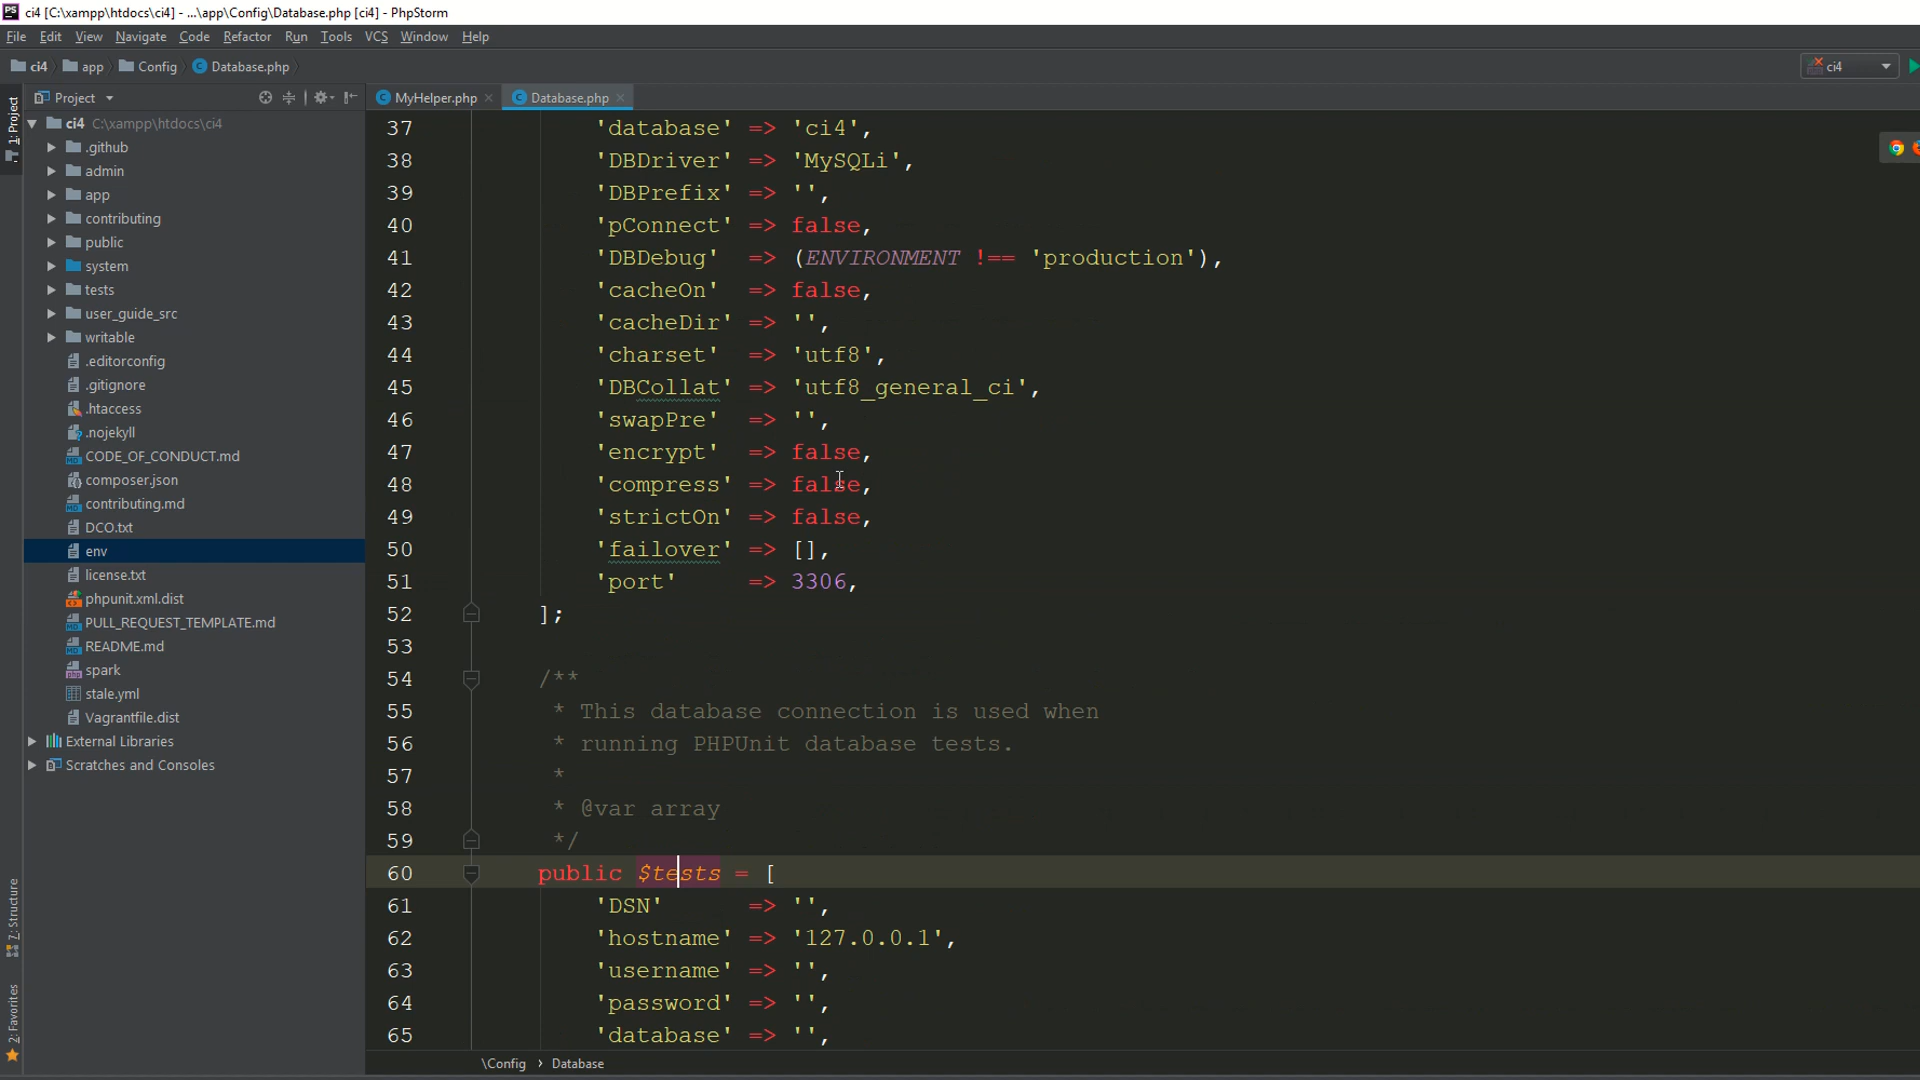 PS ci4 [C:\xampp\htdocs\ci4] - ...\app\Config\Database.php [ci4] - PhpStorm
File Edit View Navigate Code Refactor Run Tools VCS Window Help
ci4 app Config Database.php ci4
1: Project
Project
MyHelper.php Database.php
ci4 C:\xampp\htdocs\ci4
.github
admin
app
contributing
public
system
tests
user_guide_src
writable
.editorconfig
.gitignore
.htaccess
.nojekyll
CODE_OF_CONDUCT.md
composer.json
contributing.md
DCO.txt
env
license.txt
phpunit.xml.dist
PULL_REQUEST_TEMPLATE.md
README.md
spark
stale.yml
Vagrantfile.dist
External Libraries
Scratches and Consoles
Z: Structure
2: Favorites
37 'database' => 'ci4',
38 'DBDriver' => 'MySQLi',
39 'DBPrefix' => '',
40 'pConnect' => false,
41 'DBDebug'  => (ENVIRONMENT !== 'production'),
42 'cacheOn'  => false,
43 'cacheDir' => '',
44 'charset'  => 'utf8',
45 'DBCollat' => 'utf8_general_ci',
46 'swapPre'  => '',
47 'encrypt'  => false,
48 'compress' => false,
49 'strictOn' => false,
50 'failover' => [],
51 'port'     => 3306,
52 ];
53
54 /**
55 * This database connection is used when
56 * running PHPUnit database tests.
57 *
58 * @var array
59 */
60 public $tests = [
61 'DSN'      => '',
62 'hostname' => '127.0.0.1',
63 'username' => '',
64 'password' => '',
65 'database' => '',
\Config › Database